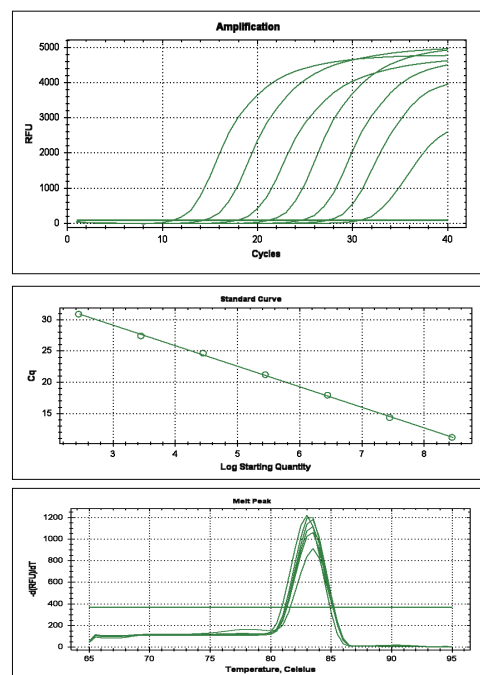 Amplification
5000
4000
3000
2000
1000
0
RFU
0 10 20 30 40
Cycles
Standard Curve
30
25
20
15
Cq
3 4 5 6 7 8
Log Starting Quantity
Melt Peak
1200
1000
800
600
400
200
0
-d(RFU)/dT
65 70 75 80 85 90 95
Temperature, Celsius